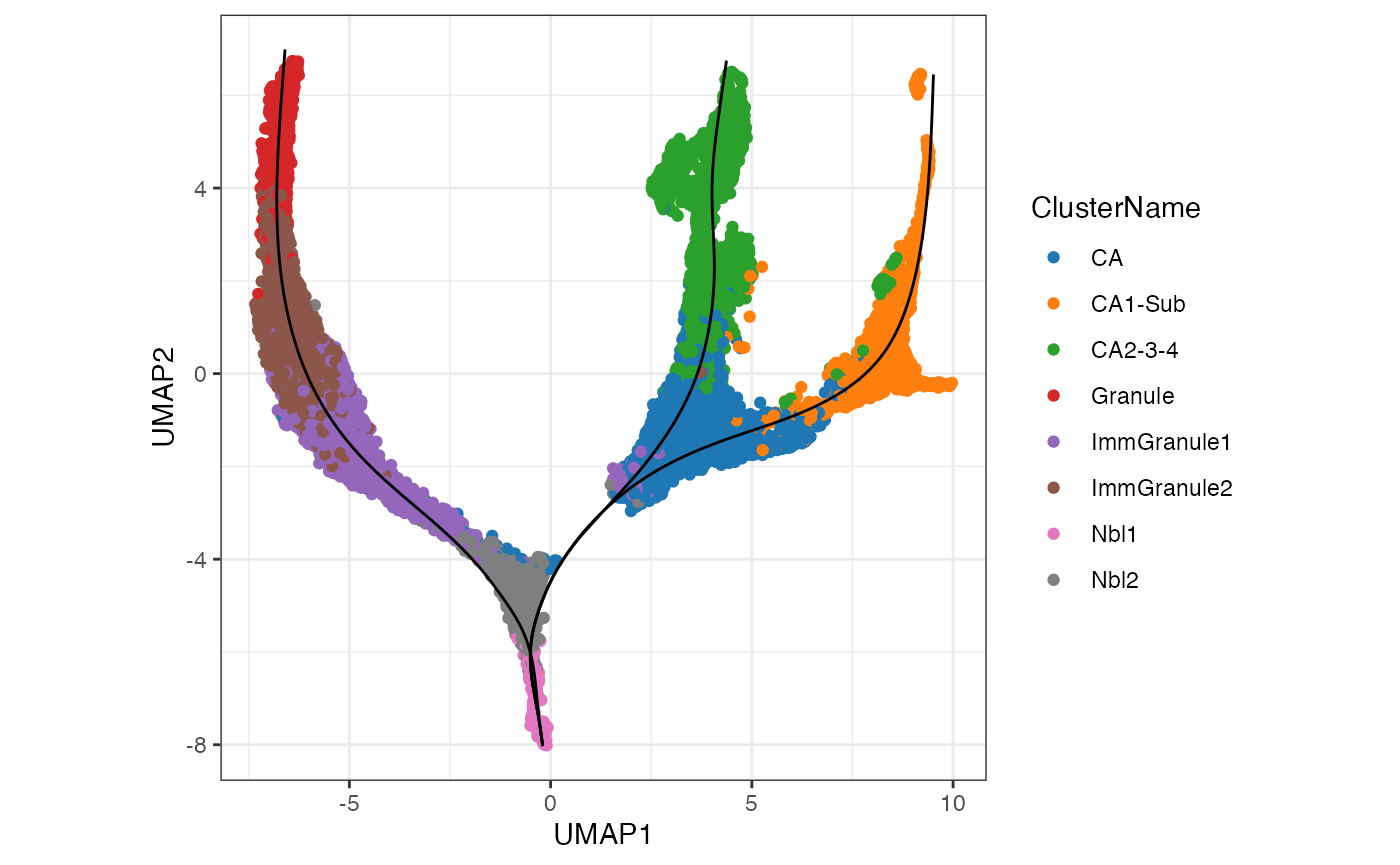 4
0
-4
-8
UMAP2
-5
0
5
10
UMAP1
ClusterName
CA
CA1-Sub
CA2-3-4
Granule
ImmGranule1
ImmGranule2
Nbl1
Nbl2